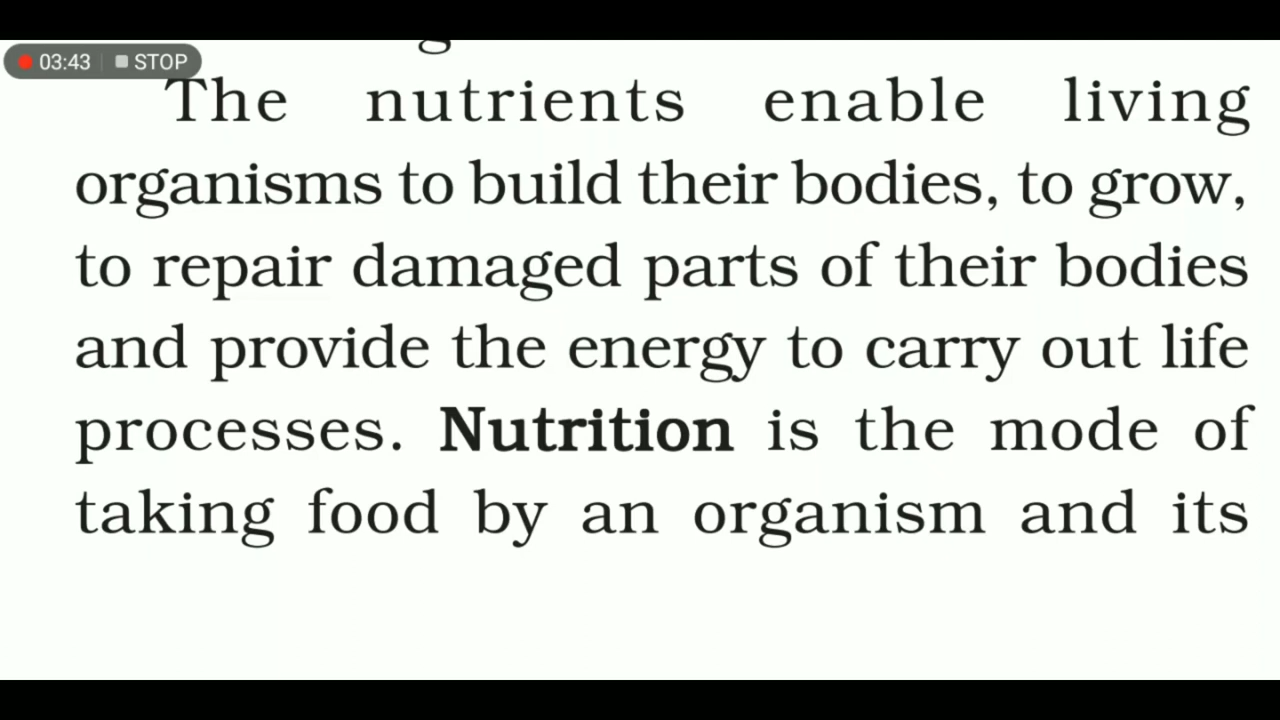 03:43 STOP
The nutrients enable living
organisms to build their bodies, to grow,
to repair damaged parts of their bodies
and provide the energy to carry out life
processes. Nutrition is the mode of
taking food by an organism and its